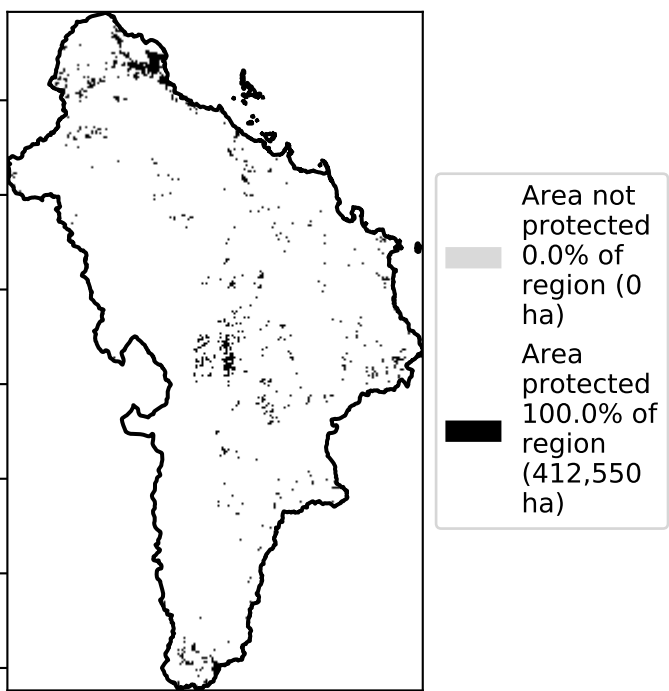 Area not
protected
0.0% of
region (0
ha)
Area
protected
100.0% of
region
(412,550
ha)